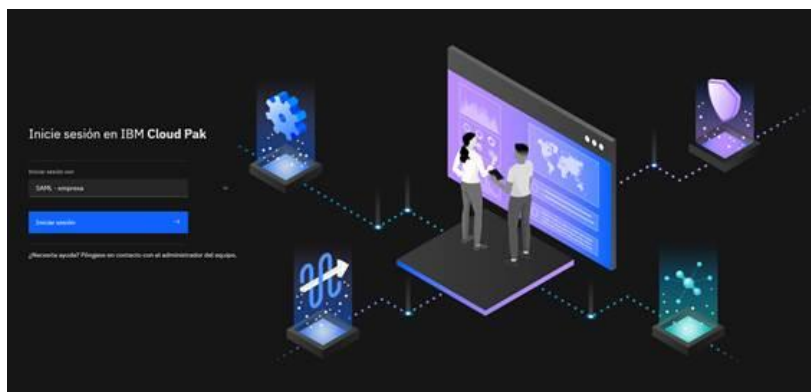 Inicie sesión en IBM Cloud Pak
Iniciar sesión con
SAML - empresa
Iniciar sesión
¿Necesita ayuda? Póngase en contacto con el administrador del equipo.